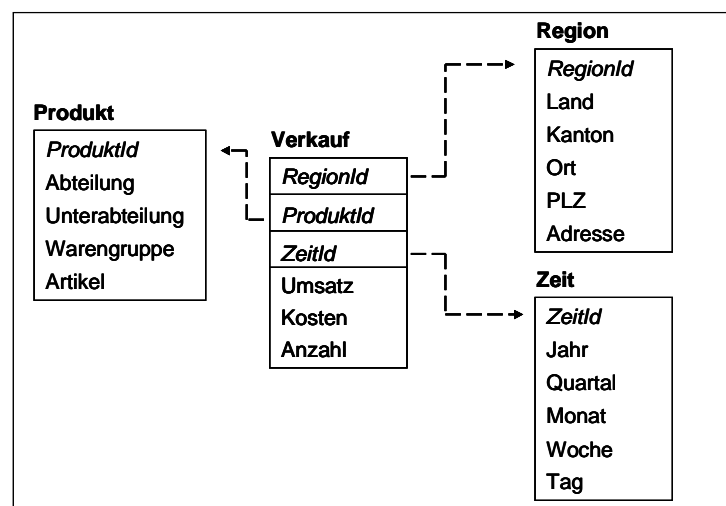 Produkt
ProduktId
Abteilung
Unterabteilung
Warengruppe
Artikel
Verkauf
RegionId
ProduktId
ZeitId
Umsatz
Kosten
Anzahl
Region
RegionId
Land
Kanton
Ort
PLZ
Adresse
Zeit
ZeitId
Jahr
Quartal
Monat
Woche
Tag